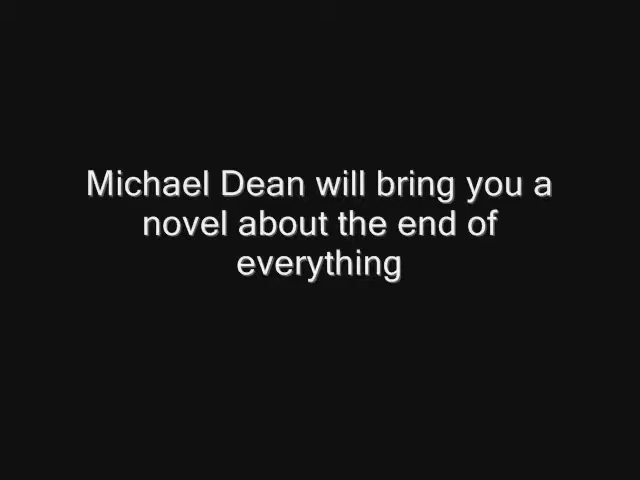 Michael Dean will bring you a
novel about the end of
everything